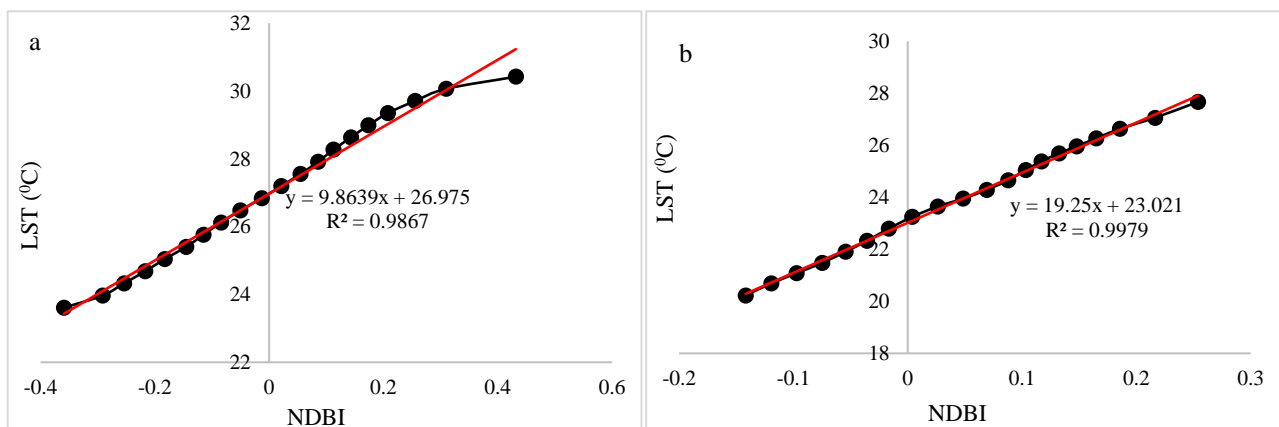 a
32
30
28
26
24
22
LST (⁰C)
y = 9.8639x + 26.975
R² = 0.9867
-0.4
-0.2
0
0.2
0.4
0.6
NDBI
b
30
28
26
24
22
20
18
LST (⁰C)
y = 19.25x + 23.021
R² = 0.9979
-0.2
-0.1
0
0.1
0.2
0.3
NDBI